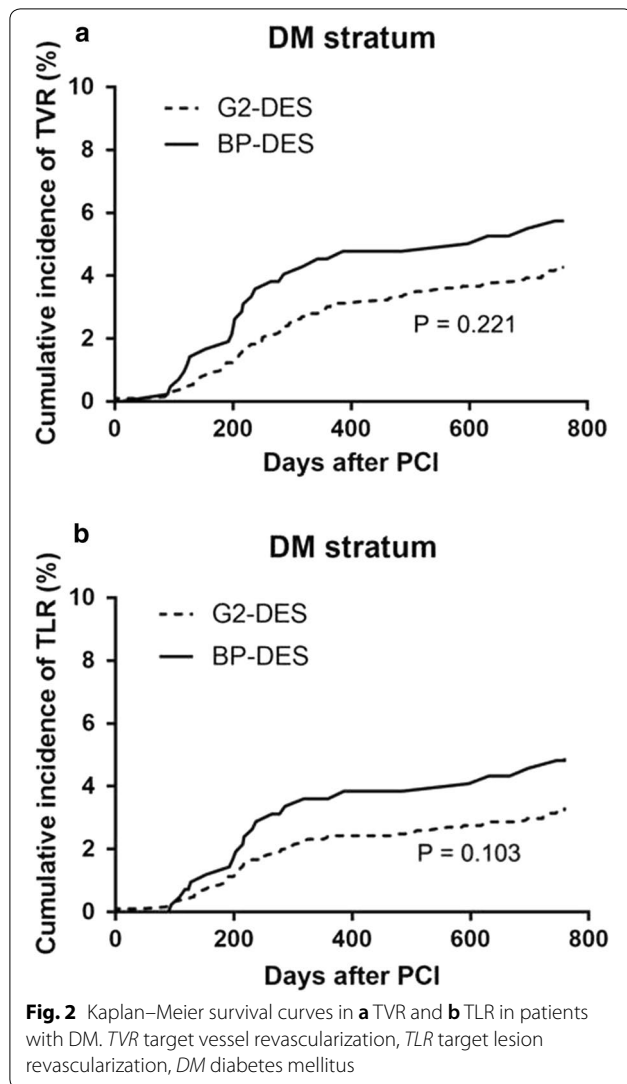 a
DM stratum
Cumulative incidence of TVR (%)
10
8
6
4
2
0
G2-DES
BP-DES
P = 0.221
0 200 400 600 800
Days after PCI
b
DM stratum
Cumulative incidence of TLR (%)
10
8
6
4
2
0
G2-DES
BP-DES
P = 0.103
0 200 400 600 800
Days after PCI
Fig. 2 Kaplan–Meier survival curves in a TVR and b TLR in patients
with DM. TVR target vessel revascularization, TLR target lesion
revascularization, DM diabetes mellitus